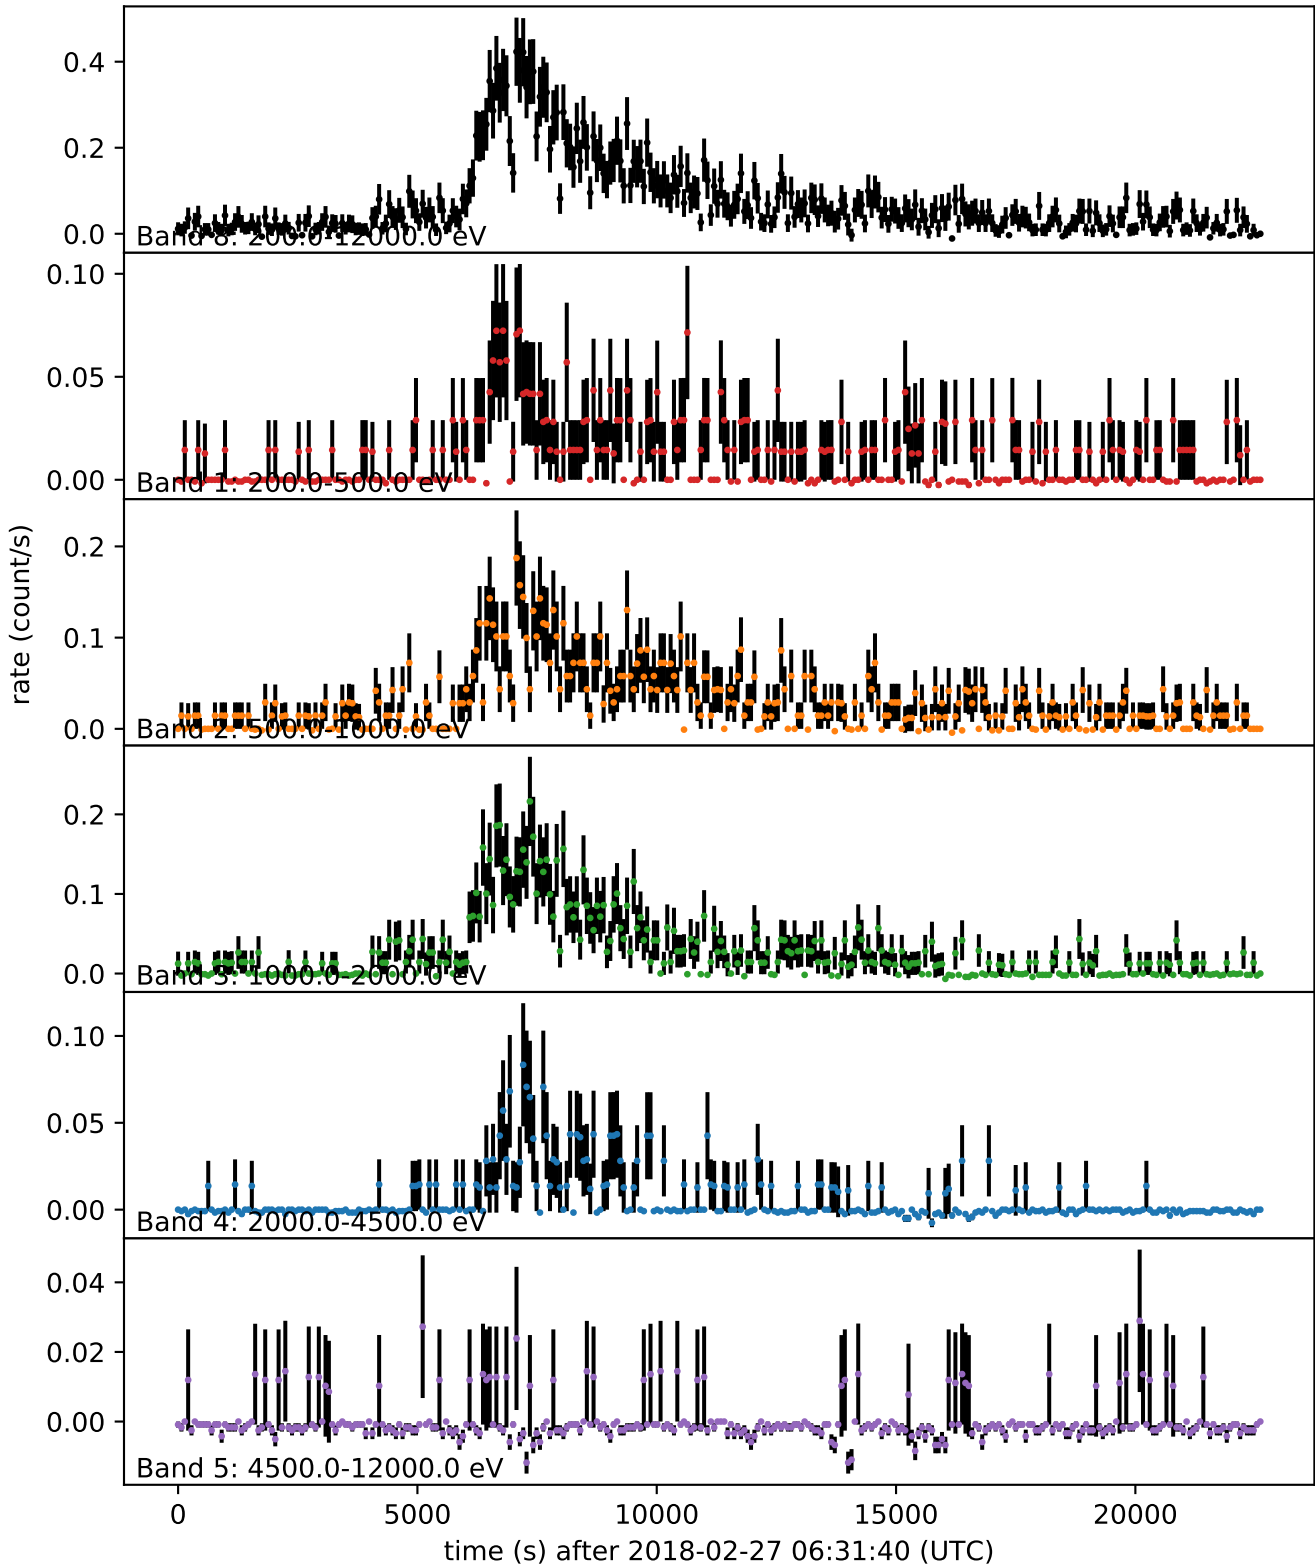 0.4
0.2
0.0
Band 8: 200.0-12000.0 eV
0.10
0.05
0.00
Band 1: 200.0-500.0 eV
rate (count/s)
0.2
0.1
0.0
Band 2: 500.0-1000.0 eV
0.2
0.1
0.0
Band 3: 1000.0-2000.0 eV
0.10
0.05
0.00
Band 4: 2000.0-4500.0 eV
0.04
0.02
0.00
Band 5: 4500.0-12000.0 eV
0 5000 10000 15000 20000
time (s) after 2018-02-27 06:31:40 (UTC)